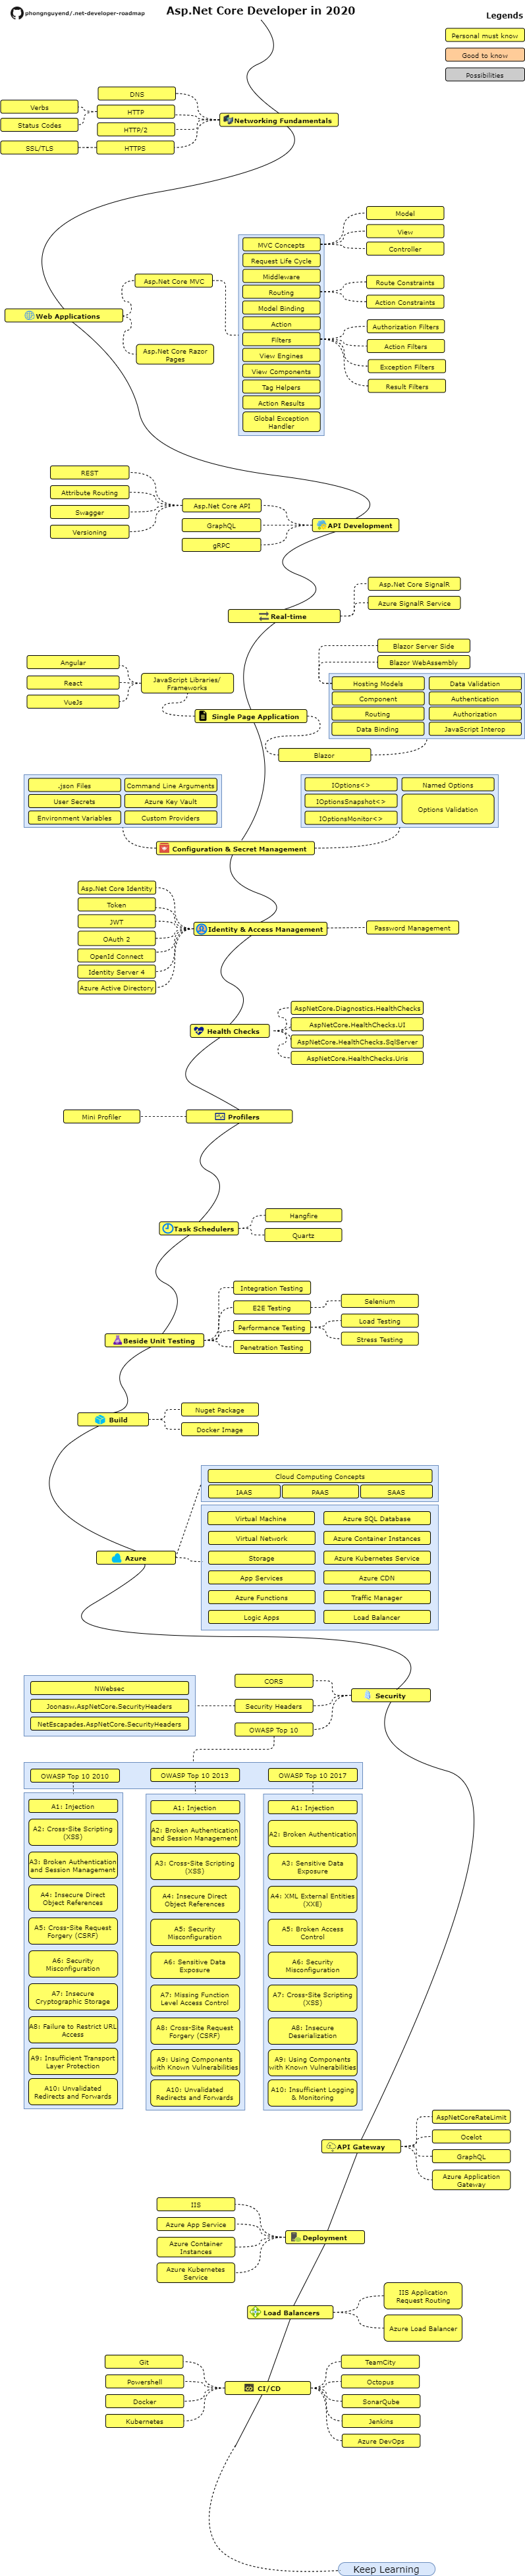 phongnguyend/.net-developer-roadmap
Asp.Net Core Developer in 2020
Legends
Personal must know
Good to know
Possibilities
DNS
Verbs
HTTP
Status Codes
HTTP/2
SSL/TLS
HTTPS
Networking Fundamentals
MVC Concepts
Request Life Cycle
Middleware
Routing
Model Binding
Action
Filters
View Engines
View Components
Tag Helpers
Action Results
Global Exception
Handler
Model
View
Controller
Route Constraints
Action Constraints
Authorization Filters
Action Filters
Exception Filters
Result Filters
Asp.Net Core MVC
Web Applications
Asp.Net Core Razor
Pages
REST
Attribute Routing
Swagger
Versioning
Asp.Net Core API
GraphQL
gRPC
API Development
Asp.Net Core SignalR
Azure SignalR Service
Real-time
Blazor Server Side
Blazor WebAssembly
Angular
React
VueJs
JavaScript Libraries/
Frameworks
Hosting Models
Data Validation
Component
Authentication
Routing
Authorization
Data Binding
JavaScript Interop
Single Page Application
Blazor
.json Files
Command Line Arguments
User Secrets
Azure Key Vault
Environment Variables
Custom Providers
IOptions<>
Named Options
IOptionsSnapshot<>
Options Validation
IOptionsMonitor<>
Configuration & Secret Management
Asp.Net Core Identity
Token
JWT
OAuth 2
OpenId Connect
Identity Server 4
Azure Active Directory
Identity & Access Management
Password Management
AspNetCore.Diagnostics.HealthChecks
AspNetCore.HealthChecks.UI
AspNetCore.HealthChecks.SqlServer
AspNetCore.HealthChecks.Uris
Health Checks
Mini Profiler
Profilers
Hangfire
Quartz
Task Schedulers
Integration Testing
E2E Testing
Performance Testing
Penetration Testing
Selenium
Load Testing
Stress Testing
Beside Unit Testing
Nuget Package
Docker Image
Build
Cloud Computing Concepts
IAAS
PAAS
SAAS
Virtual Machine
Azure SQL Database
Virtual Network
Azure Container Instances
Storage
Azure Kubernetes Service
App Services
Azure CDN
Azure Functions
Traffic Manager
Logic Apps
Load Balancer
Azure
CORS
Security Headers
OWASP Top 10
Security
NWebsec
Joonasw.AspNetCore.SecurityHeaders
NetEscapades.AspNetCore.SecurityHeaders
OWASP Top 10 2010
OWASP Top 10 2013
OWASP Top 10 2017
A1: Injection
A2: Cross-Site Scripting
(XSS)
A3: Broken Authentication
and Session Management
A4: Insecure Direct
Object References
A5: Cross-Site Request
Forgery (CSRF)
A6: Security
Misconfiguration
A7: Insecure
Cryptographic Storage
A8: Failure to Restrict URL
Access
A9: Insufficient Transport
Layer Protection
A10: Unvalidated
Redirects and Forwards
A1: Injection
A2: Broken Authentication
and Session Management
A3: Cross-Site Scripting
(XSS)
A4: Insecure Direct
Object References
A5: Security
Misconfiguration
A6: Sensitive Data
Exposure
A7: Missing Function
Level Access Control
A8: Cross-Site Request
Forgery (CSRF)
A9: Using Components
with Known Vulnerabilities
A10: Unvalidated
Redirects and Forwards
A1: Injection
A2: Broken Authentication
A3: Sensitive Data
Exposure
A4: XML External Entities
(XXE)
A5: Broken Access
Control
A6: Security
Misconfiguration
A7: Cross-Site Scripting
(XSS)
A8: Insecure
Deserialization
A9: Using Components
with Known Vulnerabilities
A10: Insufficient Logging
& Monitoring
AspNetCoreRateLimit
Ocelot
GraphQL
Azure Application
Gateway
API Gateway
IIS
Azure App Service
Azure Container
Instances
Azure Kubernetes
Service
Deployment
IIS Application
Request Routing
Azure Load Balancer
Load Balancers
Git
Powershell
Docker
Kubernetes
CI/CD
TeamCity
Octopus
SonarQube
Jenkins
Azure DevOps
Keep Learning